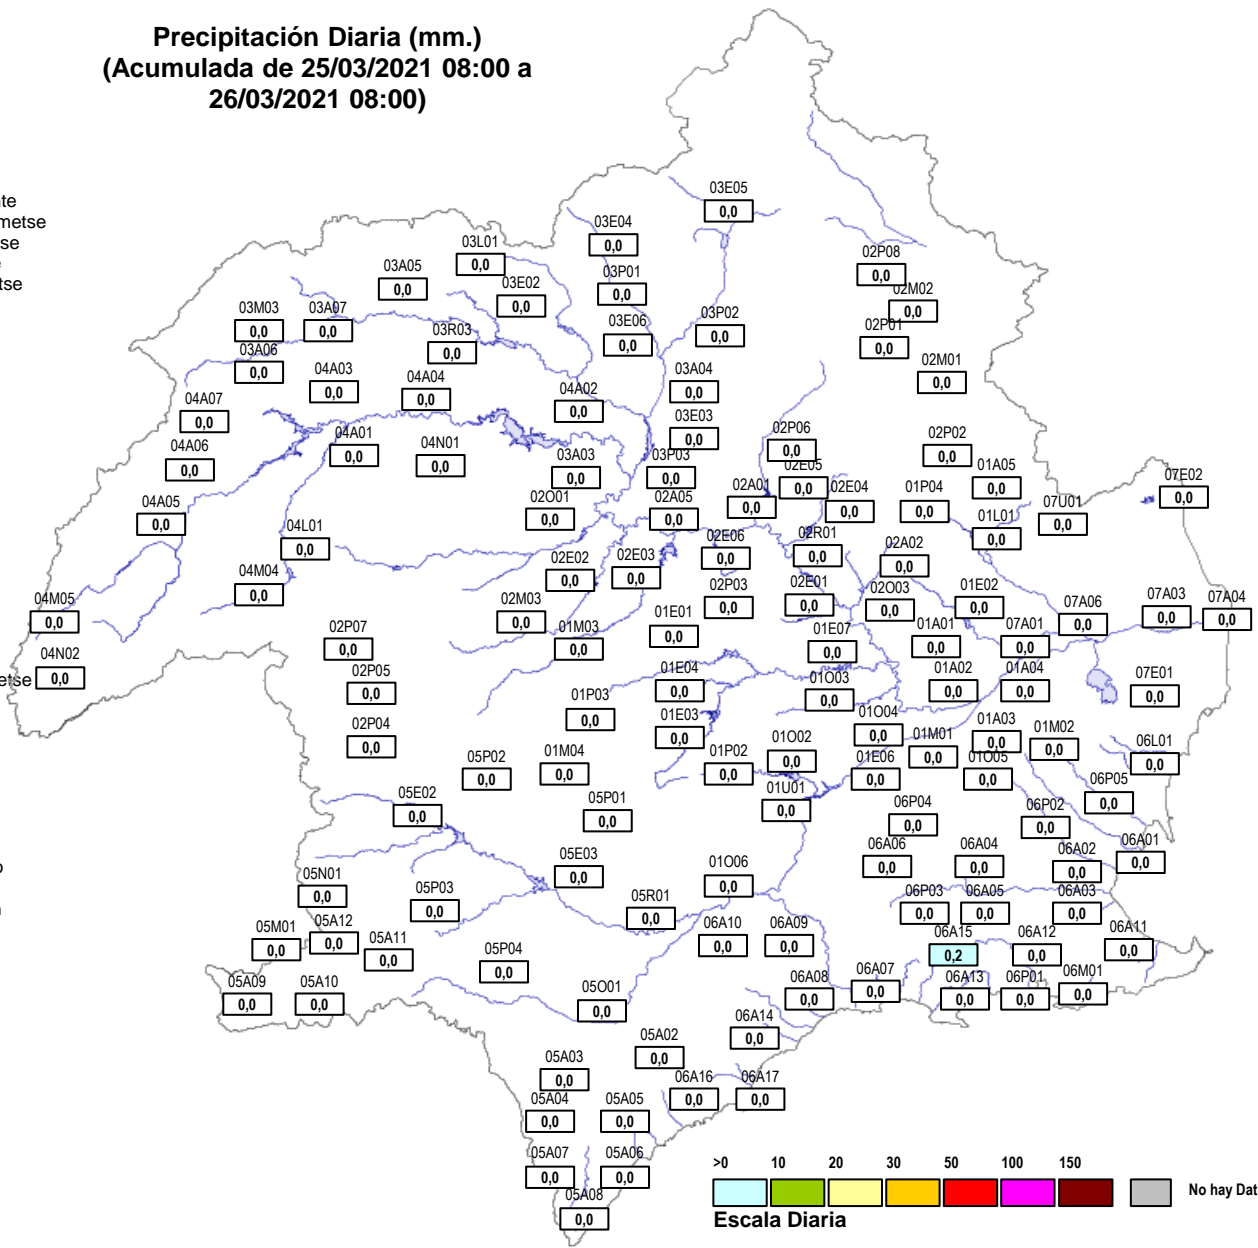 Precipitación Diaria (mm.)
(Acumulada de 25/03/2021 08:00 a
26/03/2021 08:00)
03E05
0,0
03E04
0,0
03L01
0,0
02P08
0,0
03A05
0,0
03P01
0,0
03E02
0,0
02M02
0,0
03M03
0,0
03A07
0,0
03P02
0,0
03E06
0,0
03R03
0,0
02P01
0,0
03A06
0,0
02M01
0,0
04A03
0,0
04A04
0,0
03A04
0,0
04A02
0,0
04A07
0,0
03E03
0,0
04A01
0,0
04N01
0,0
02P06
0,0
02P02
0,0
04A06
0,0
03A03
0,0
03P03
0,0
02E05
0,0
01A05
0,0
07E02
0,0
02A01
0,0
02E04
0,0
01P04
0,0
04A05
0,0
02O01
0,0
02A05
0,0
07U01
0,0
01L01
0,0
04L01
0,0
02E06
0,0
02R01
0,0
02A02
0,0
02E02
0,0
02E03
0,0
04M04
0,0
02P03
0,0
02E01
0,0
02O03
0,0
01E02
0,0
07A03
0,0
07A04
0,0
04M05
0,0
02M03
0,0
01E01
0,0
07A06
0,0
02P07
0,0
01M03
0,0
01E07
0,0
01A01
0,0
07A01
0,0
04N02
0,0
02P05
0,0
01E04
0,0
01O03
0,0
01A02
0,0
01A04
0,0
07E01
0,0
01P03
0,0
01E03
0,0
01O04
0,0
01A03
0,0
02P04
0,0
01M02
0,0
01M01
0,0
06L01
0,0
05P02
0,0
01M04
0,0
01P02
0,0
01O02
0,0
01E06
0,0
01O05
0,0
06P05
0,0
05E02
0,0
05P01
0,0
01U01
0,0
06P04
0,0
06P02
0,0
05E03
0,0
06A06
0,0
06A04
0,0
06A02
0,0
06A01
0,0
05N01
0,0
05P03
0,0
01O06
0,0
05R01
0,0
06P03
0,0
06A05
0,0
06A03
0,0
05M01
0,0
05A12
0,0
05A11
0,0
06A10
0,0
06A09
0,0
06A15
0,2
06A12
0,0
06A11
0,0
05P04
0,0
05A09
0,0
05A10
0,0
05O01
0,0
06A08
0,0
06A07
0,0
06A13
0,0
06P01
0,0
06M01
0,0
06A14
0,0
05A02
0,0
05A03
0,0
06A16
0,0
06A17
0,0
05A04
0,0
05A05
0,0
05A07
0,0
05A06
0,0
05A08
0,0
>0 10 20 30 50 100 150
No hay Dat
Escala Diaria